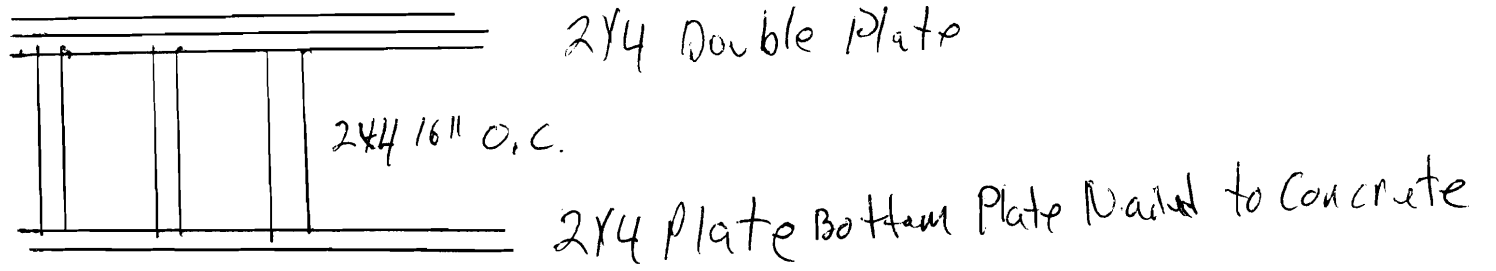 2x4 Double Plate
2x4 16" O.C.
2x4 Plate Bottom Plate Nailed to Concrete